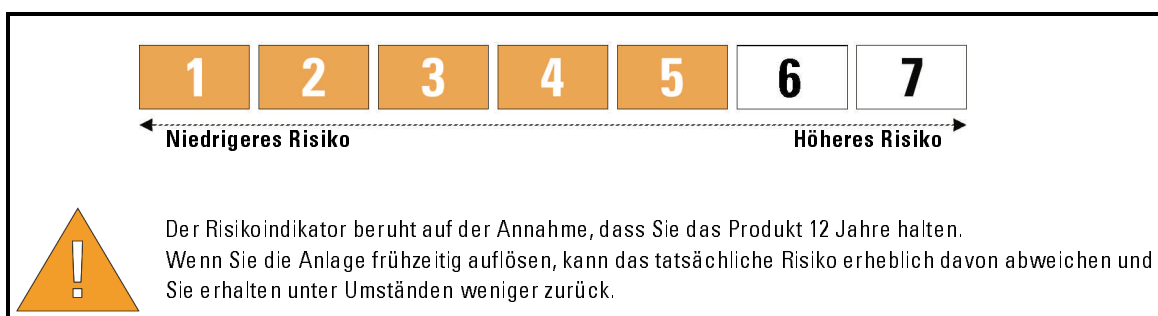 1 2 3 4 5 6 7
Niedrigeres Risiko Höheres Risiko
!
Der Risikoindikator beruht auf der Annahme, dass Sie das Produkt 12 Jahre halten.
Wenn Sie die Anlage frühzeitig auflösen, kann das tatsächliche Risiko erheblich davon abweichen und
Sie erhalten unter Umständen weniger zurück.